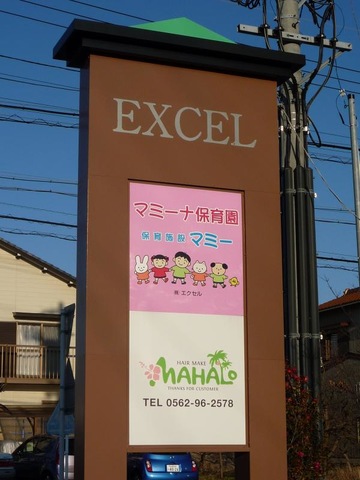 EXCEL
マミーナ保育園
保育施設 マミー
㈱エクセル
HAIR MAKE
MAHALO
THANKS FOR CUSTOMER
TEL 0562-96-2578